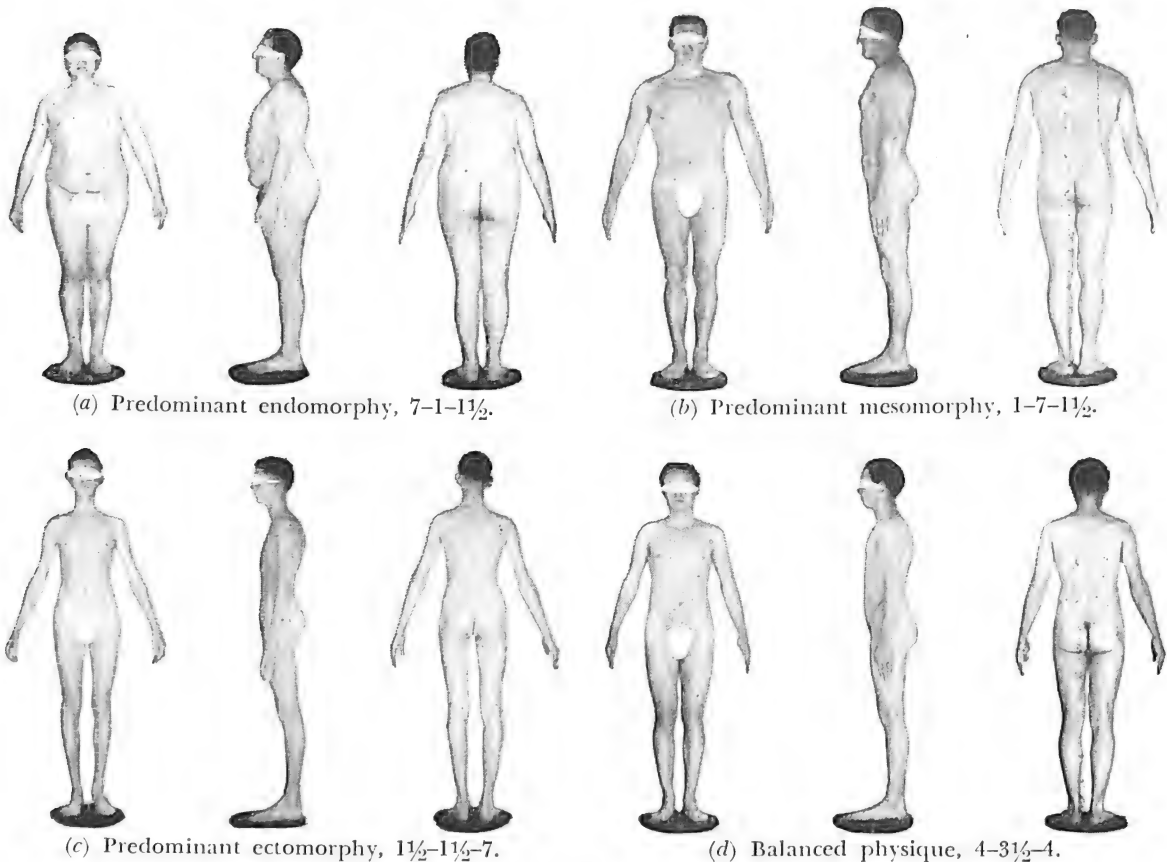 (a) Predominant endomorphy, 7–1–1½.
(b) Predominant mesomorphy, 1–7–1½.
(c) Predominant ectomorphy, 1½–1½–7.
(d) Balanced physique, 4–3½–4.